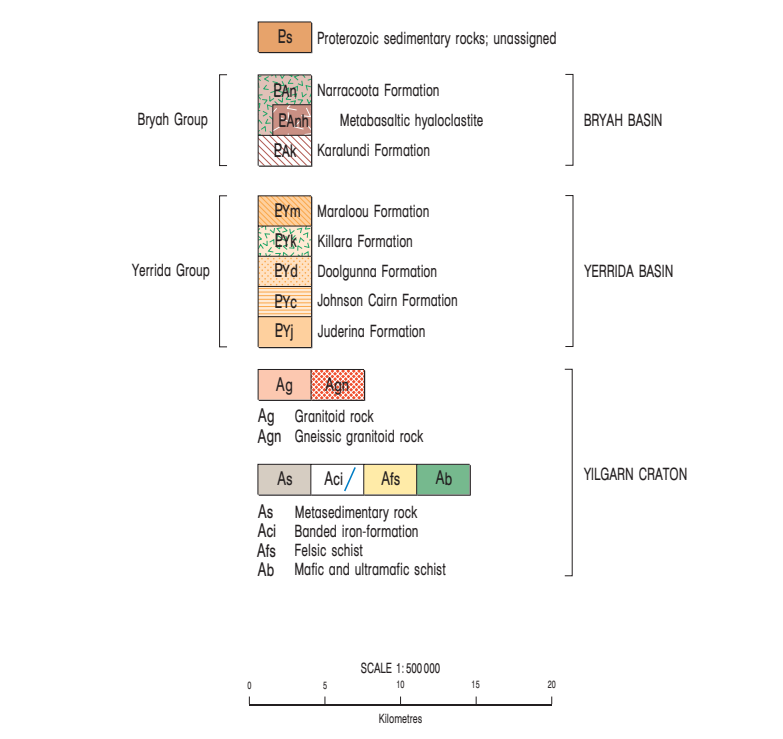 Ps Proterozoic sedimentary rocks; unassigned
PAn Narracoota Formation
Bryah Group PAnh Metabasaltic hyaloclastite BRYAH BASIN
PAk Karalundi Formation
PYm Maraloou Formation
PYk Killara Formation
Yerrida Group PYd Doolgunna Formation YERRIDA BASIN
PYc Johnson Cairn Formation
PYj Juderina Formation
Ag Agn
Ag Granitoid rock
Agn Gneissic granitoid rock
YILGARN CRATON
As Aci Afs Ab
As Metasedimentary rock
Aci Banded iron-formation
Afs Felsic schist
Ab Mafic and ultramafic schist
SCALE 1:500 000
0 5 10 15 20
Kilometres